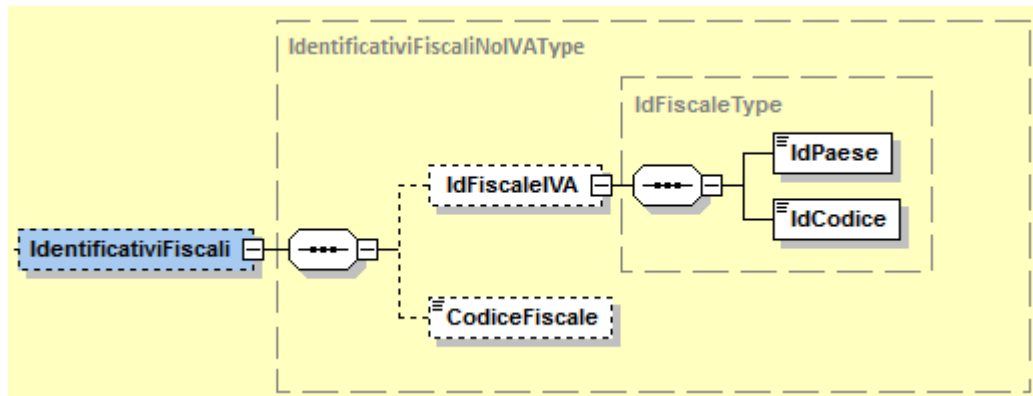 IdentificativiFiscaliNoIVAType
IdFiscaleType
IdPaese
IdFiscaleIVA
IdCodice
IdentificativiFiscali
CodiceFiscale